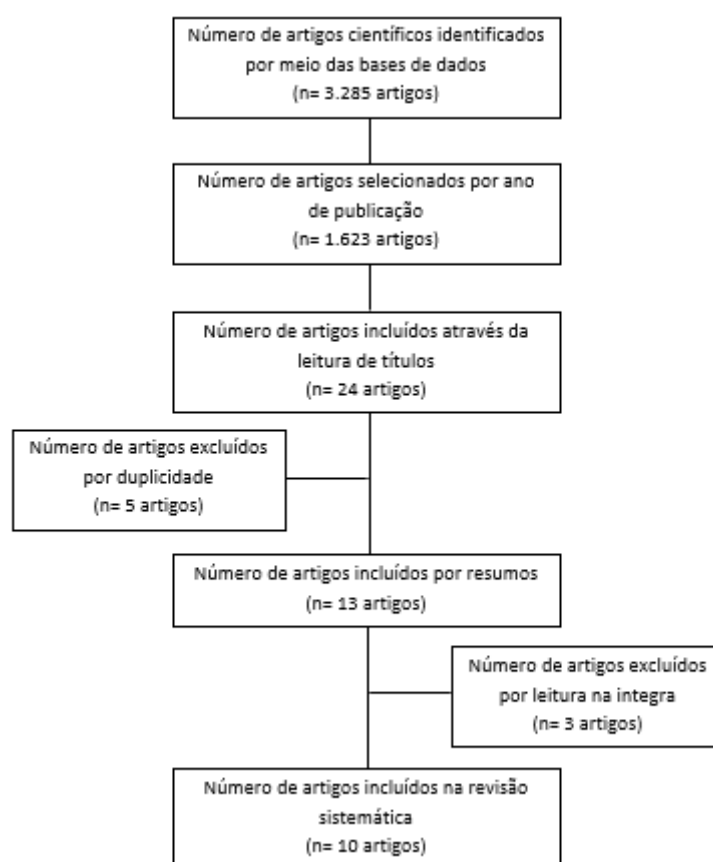 Número de artigos científicos identificados
por meio das bases de dados
(n= 3.285 artigos)
Número de artigos selecionados por ano
de publicação
(n= 1.623 artigos)
Número de artigos incluídos através da
leitura de títulos
(n= 24 artigos)
Número de artigos excluídos
por duplicidade
(n= 5 artigos)
Número de artigos incluídos por resumos
(n= 13 artigos)
Número de artigos excluídos
por leitura na integra
(n= 3 artigos)
Número de artigos incluídos na revisão
sistemática
(n= 10 artigos)